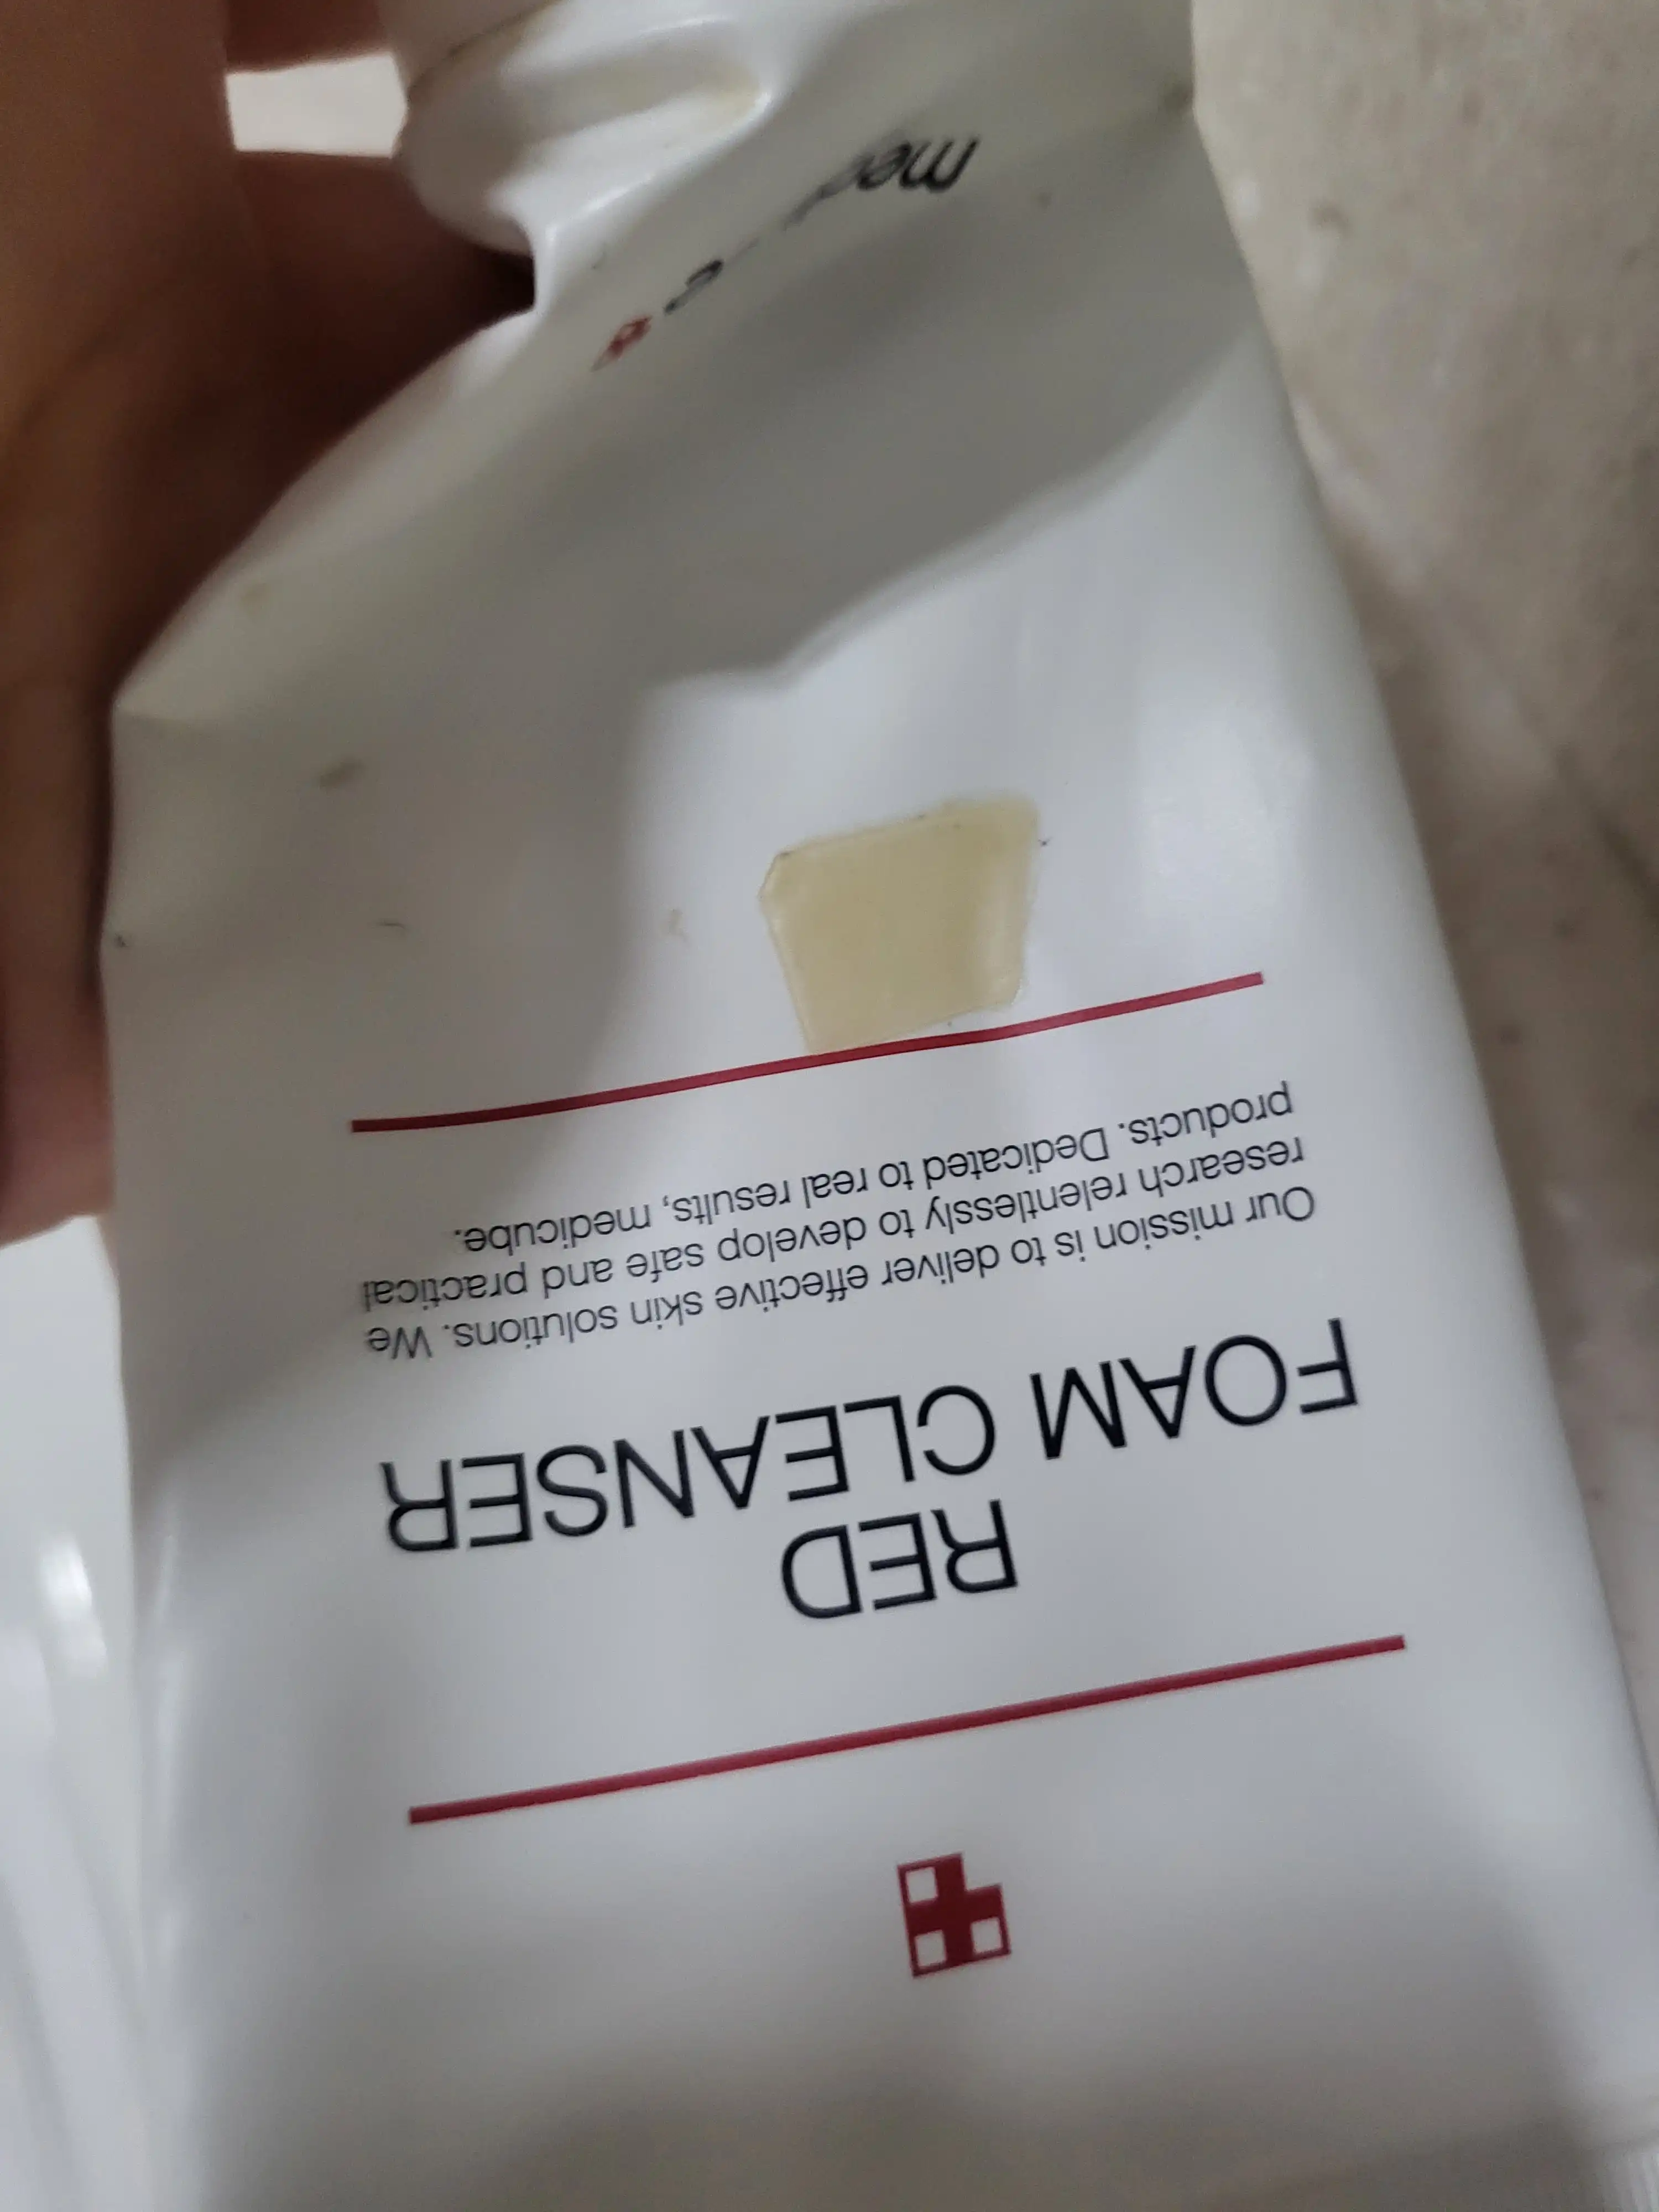 RED
FOAM CLEANSER
Our mission is to deliver effective skin solutions. We
research relentlessly to develop safe and practical
products. Dedicated to real results, medicube.